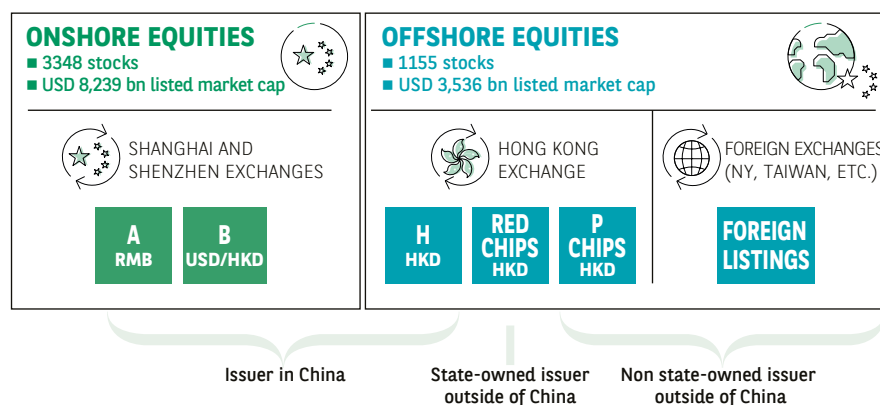 ONSHORE EQUITIES
■ 3348 stocks
■ USD 8,239 bn listed market cap
SHANGHAI AND
SHENZHEN EXCHANGES
A
RMB
B
USD/HKD
OFFSHORE EQUITIES
■ 1155 stocks
■ USD 3,536 bn listed market cap
HONG KONG
EXCHANGE
H
HKD
RED
CHIPS
HKD
P
CHIPS
HKD
FOREIGN EXCHANGES
(NY, TAIWAN, ETC.)
FOREIGN
LISTINGS
Issuer in China
State-owned issuer
outside of China
Non state-owned issuer
outside of China